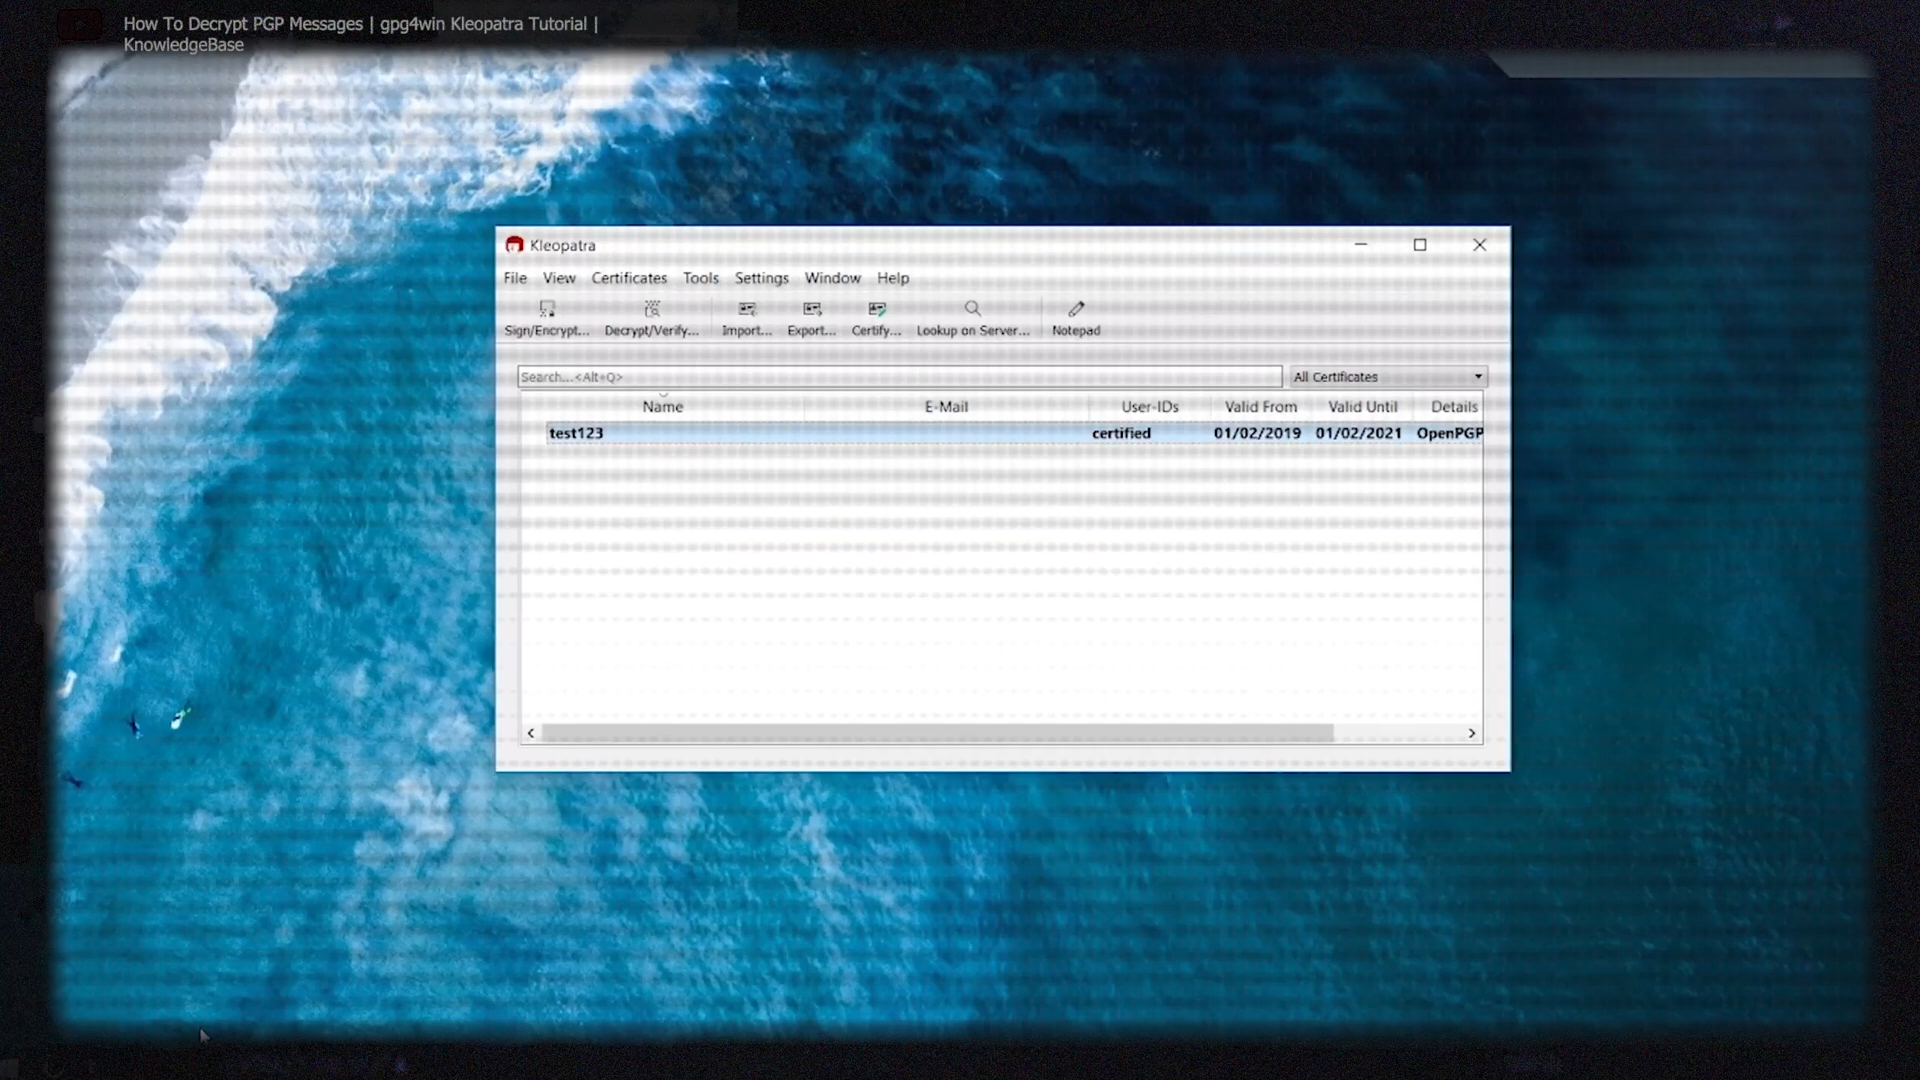 How To Decrypt PGP Messages | gpg4win Kleopatra Tutorial |
KnowledgeBase
Kleopatra
File View Certificates Tools Settings Window Help
Sign/Encrypt... Decrypt/Verify... Import... Export... Certify... Lookup on Server... Notepad
Search...<Alt+Q> All Certificates
Name E-Mail User-IDs Valid From Valid Until Details
test123 certified 01/02/2019 01/02/2021 OpenPGP